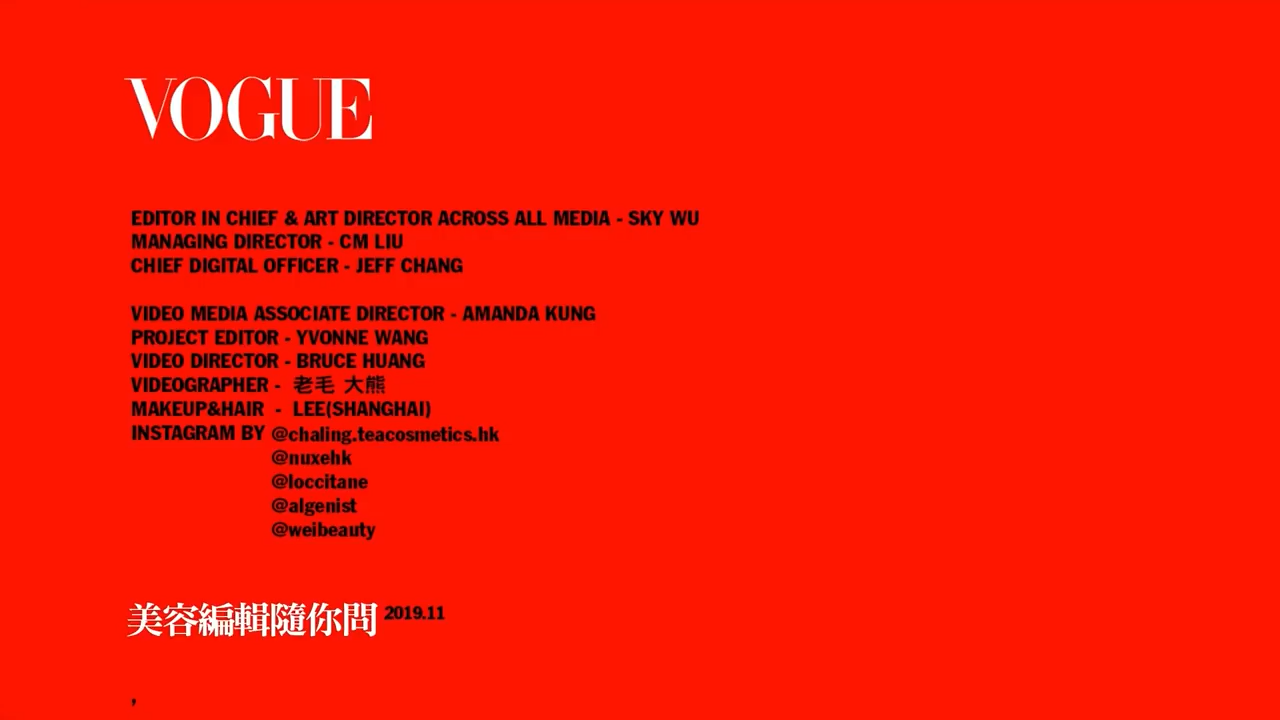 VOGUE
EDITOR IN CHIEF & ART DIRECTOR ACROSS ALL MEDIA - SKY WU
MANAGING DIRECTOR - CM LIU
CHIEF DIGITAL OFFICER - JEFF CHANG
VIDEO MEDIA ASSOCIATE DIRECTOR - AMANDA KUNG
PROJECT EDITOR - YVONNE WANG
VIDEO DIRECTOR - BRUCE HUANG
VIDEOGRAPHER - 老毛 大熊
MAKEUP&HAIR - LEE(SHANGHAI)
INSTAGRAM BY @chaling.teacosmetics.hk
@nuxehk
@loccitane
@algenist
@weibeauty
美容編輯隨你問 2019.11
,